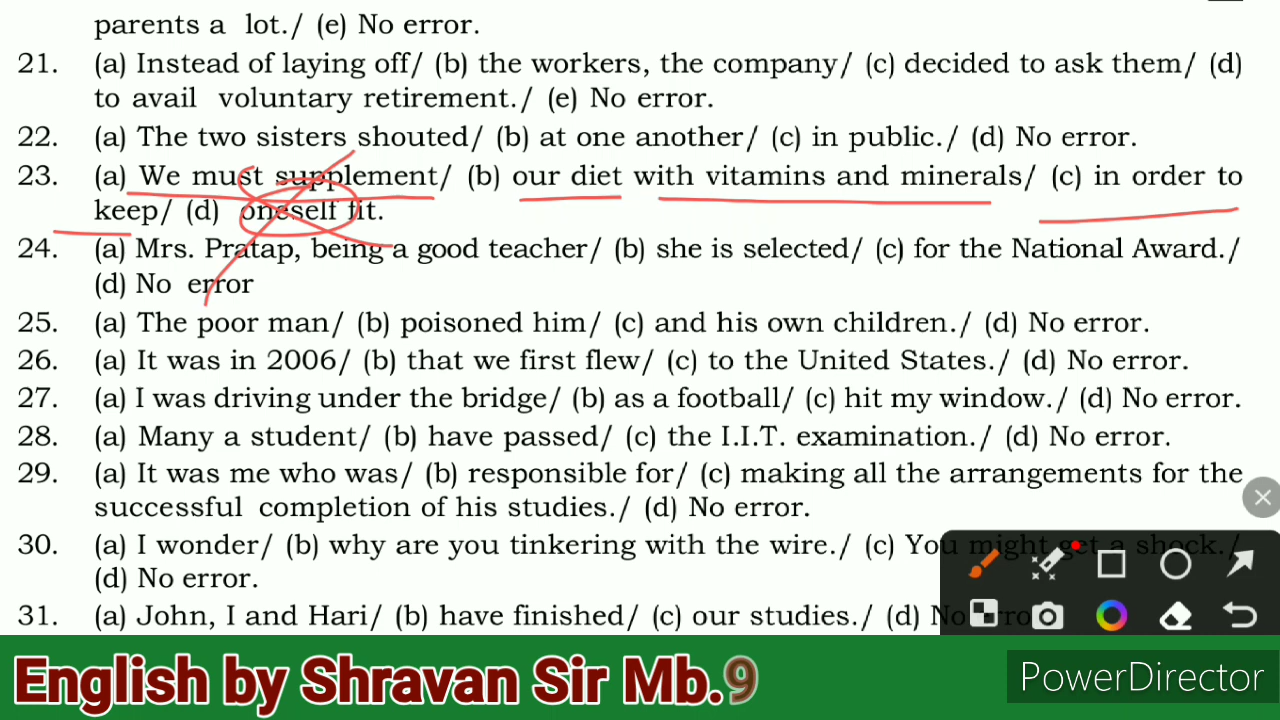 parents a lot./ (e) No error.
21. (a) Instead of laying off/ (b) the workers, the company/ (c) decided to ask them/ (d)
to avail voluntary retirement./ (e) No error.
22. (a) The two sisters shouted/ (b) at one another/ (c) in public./ (d) No error.
23. (a) We must supplement/ (b) our diet with vitamins and minerals/ (c) in order to
keep/ (d) oneself fit.
24. (a) Mrs. Pratap, being a good teacher/ (b) she is selected/ (c) for the National Award./
(d) No error
25. (a) The poor man/ (b) poisoned him/ (c) and his own children./ (d) No error.
26. (a) It was in 2006/ (b) that we first flew/ (c) to the United States./ (d) No error.
27. (a) I was driving under the bridge/ (b) as a football/ (c) hit my window./ (d) No error.
28. (a) Many a student/ (b) have passed/ (c) the I.I.T. examination./ (d) No error.
29. (a) It was me who was/ (b) responsible for/ (c) making all the arrangements for the
successful completion of his studies./ (d) No error.
30. (a) I wonder/ (b) why are you tinkering with the wire./ (c) You might get a shock./
(d) No error.
31. (a) John, I and Hari/ (b) have finished/ (c) our studies./ (d) No error
English by Shravan Sir Mb.9
PowerDirector